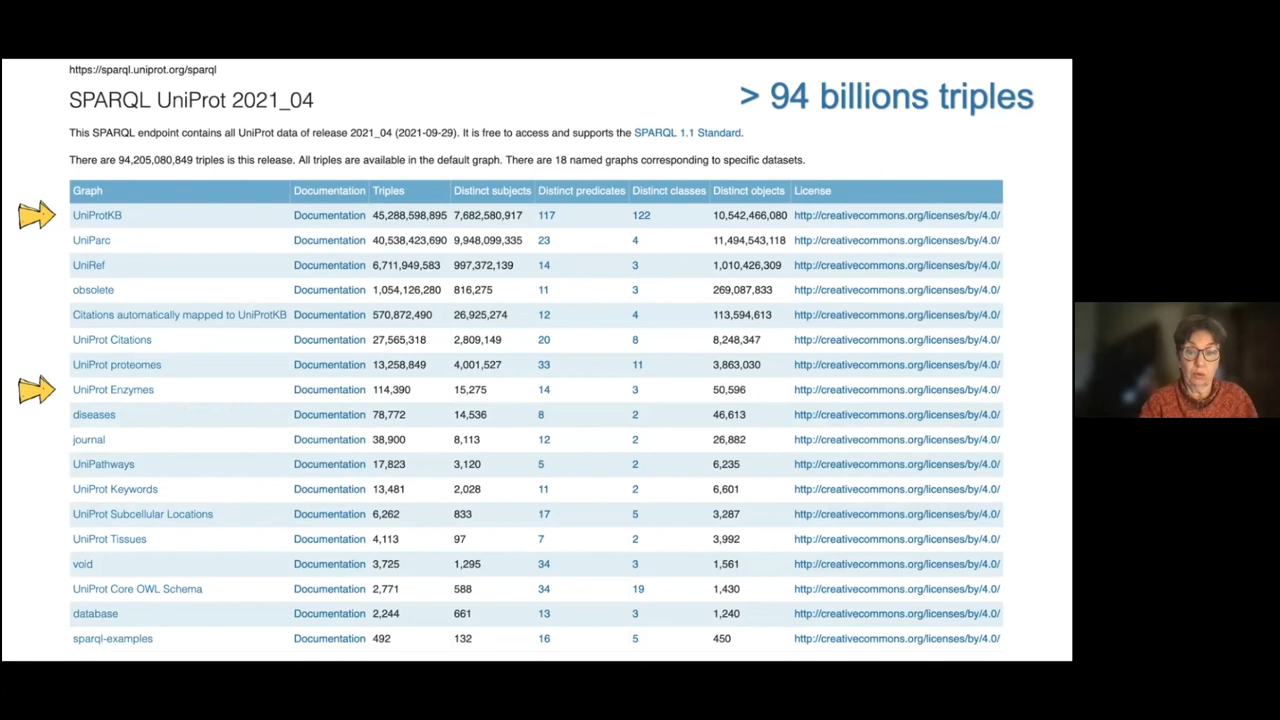 https://sparql.uniprot.org/sparql
SPARQL UniProt 2021_04
> 94 billions triples
This SPARQL endpoint contains all UniProt data of release 2021_04 (2021-09-29). It is free to access and supports the SPARQL 1.1 Standard.
There are 94,205,080,849 triples is this release. All triples are available in the default graph. There are 18 named graphs corresponding to specific datasets.
Graph Documentation Triples Distinct subjects Distinct predicates Distinct classes Distinct objects License
UniProtKB Documentation 45,288,598,895 7,682,580,917 117 122 10,542,466,080 http://creativecommons.org/licenses/by/4.0/
UniParc Documentation 40,538,423,690 9,948,099,335 23 4 11,494,543,118 http://creativecommons.org/licenses/by/4.0/
UniRef Documentation 6,711,949,583 997,372,139 14 3 1,010,426,309 http://creativecommons.org/licenses/by/4.0/
obsolete Documentation 1,054,126,280 816,275 11 3 269,087,833 http://creativecommons.org/licenses/by/4.0/
Citations automatically mapped to UniProtKB Documentation 570,872,490 26,925,274 12 4 113,594,613 http://creativecommons.org/licenses/by/4.0/
UniProt Citations Documentation 27,565,318 2,809,149 20 8 8,248,347 http://creativecommons.org/licenses/by/4.0/
UniProt proteomes Documentation 13,258,849 4,001,527 33 11 3,863,030 http://creativecommons.org/licenses/by/4.0/
UniProt Enzymes Documentation 114,390 15,275 14 3 50,596 http://creativecommons.org/licenses/by/4.0/
diseases Documentation 78,772 14,536 8 2 46,613 http://creativecommons.org/licenses/by/4.0/
journal Documentation 38,900 8,113 12 2 26,882 http://creativecommons.org/licenses/by/4.0/
UniPathways Documentation 17,823 3,120 5 2 6,235 http://creativecommons.org/licenses/by/4.0/
UniProt Keywords Documentation 13,481 2,028 11 2 6,601 http://creativecommons.org/licenses/by/4.0/
UniProt Subcellular Locations Documentation 6,262 833 17 5 3,287 http://creativecommons.org/licenses/by/4.0/
UniProt Tissues Documentation 4,113 97 7 2 3,992 http://creativecommons.org/licenses/by/4.0/
void Documentation 3,725 1,295 34 3 1,561 http://creativecommons.org/licenses/by/4.0/
UniProt Core OWL Schema Documentation 2,771 588 34 19 1,430 http://creativecommons.org/licenses/by/4.0/
database Documentation 2,244 661 13 3 1,240 http://creativecommons.org/licenses/by/4.0/
sparql-examples Documentation 492 132 16 5 450 http://creativecommons.org/licenses/by/4.0/